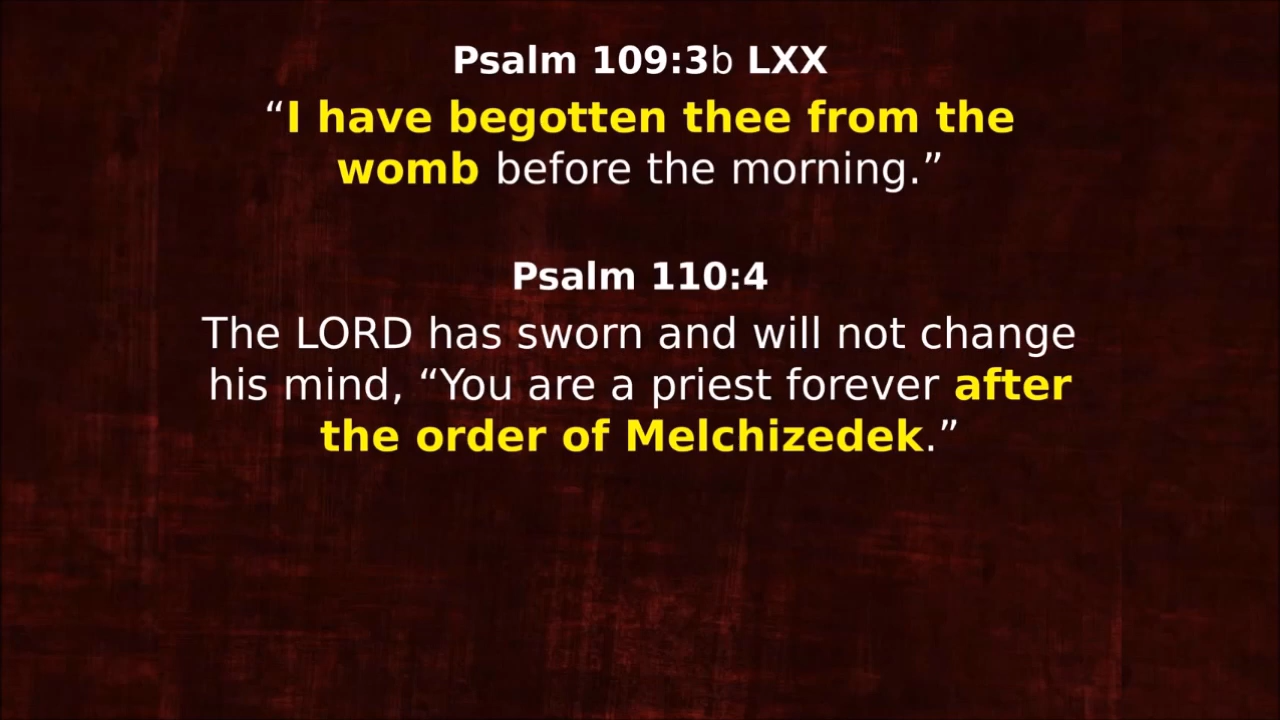 Psalm 109:3b LXX
“I have begotten thee from the
womb before the morning.”
Psalm 110:4
The LORD has sworn and will not change
his mind, “You are a priest forever after
the order of Melchizedek.”